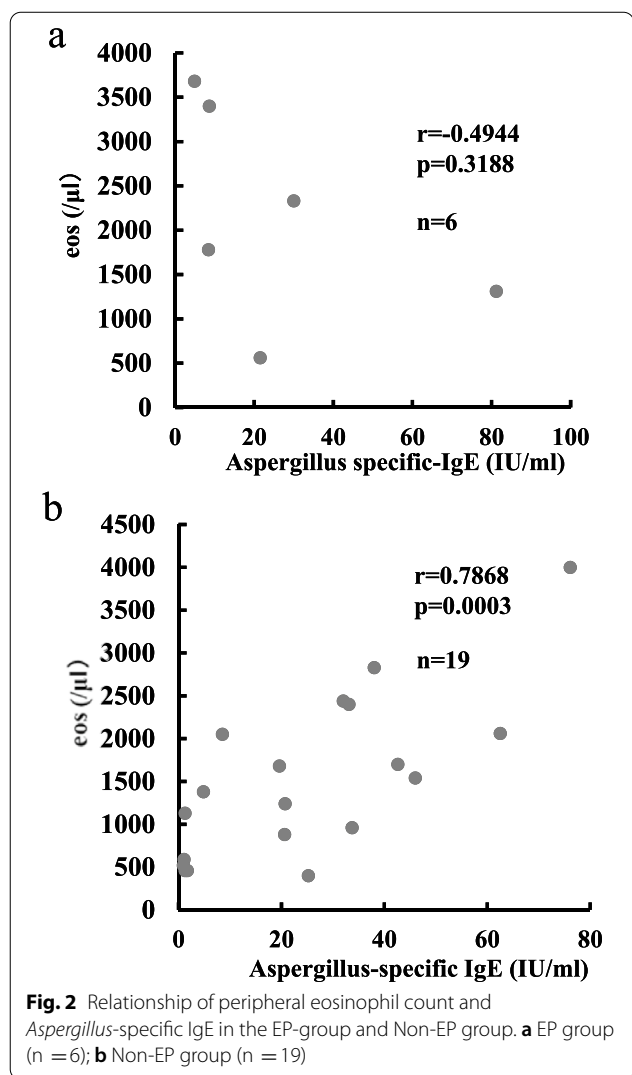 a
4000
3500
3000
2500
2000
1500
1000
500
0
eos (/µl)
r=-0.4944
p=0.3188
n=6
0 20 40 60 80 100
Aspergillus specific-IgE (IU/ml)
b
4500
4000
3500
3000
2500
2000
1500
1000
500
0
eos (/µl)
r=0.7868
p=0.0003
n=19
0 20 40 60 80
Aspergillus-specific IgE (IU/ml)
Fig. 2 Relationship of peripheral eosinophil count and
Aspergillus-specific IgE in the EP-group and Non-EP group. a EP group
(n = 6); b Non-EP group (n = 19)